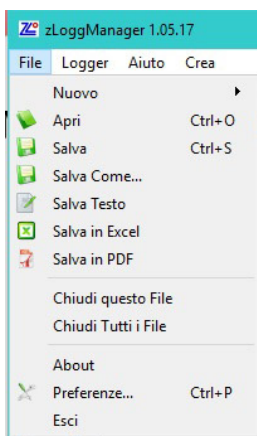 zLoggManager 1.05.17
File Logger Aiuto Crea
Nuovo
Apri Ctrl+O
Salva Ctrl+S
Salva Come...
Salva Testo
Salva in Excel
Salva in PDF
Chiudi questo File
Chiudi Tutti i File
About
Preferenze... Ctrl+P
Esci